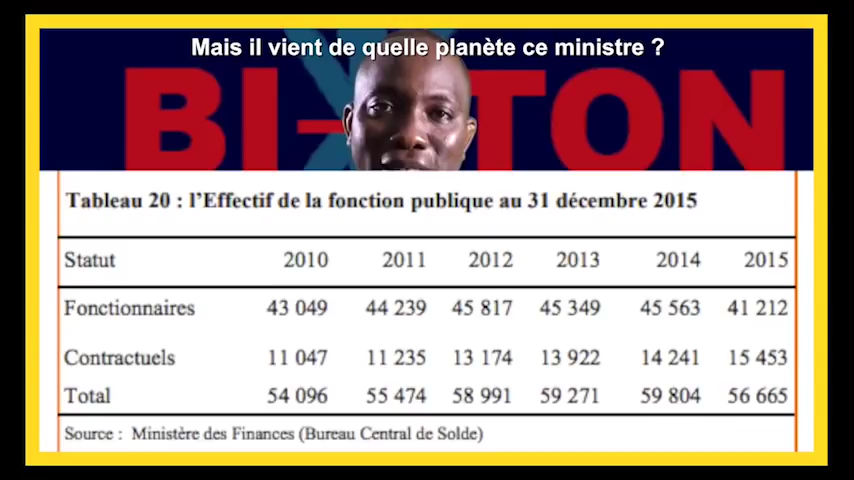 Mais il vient de quelle planète ce ministre ?
BI-TON
Tableau 20 : l'Effectif de la fonction publique au 31 décembre 2015
Statut 2010 2011 2012 2013 2014 2015
Fonctionnaires 43 049 44 239 45 817 45 349 45 563 41 212
Contractuels 11 047 11 235 13 174 13 922 14 241 15 453
Total 54 096 55 474 58 991 59 271 59 804 56 665
Source : Ministère des Finances (Bureau Central de Solde)